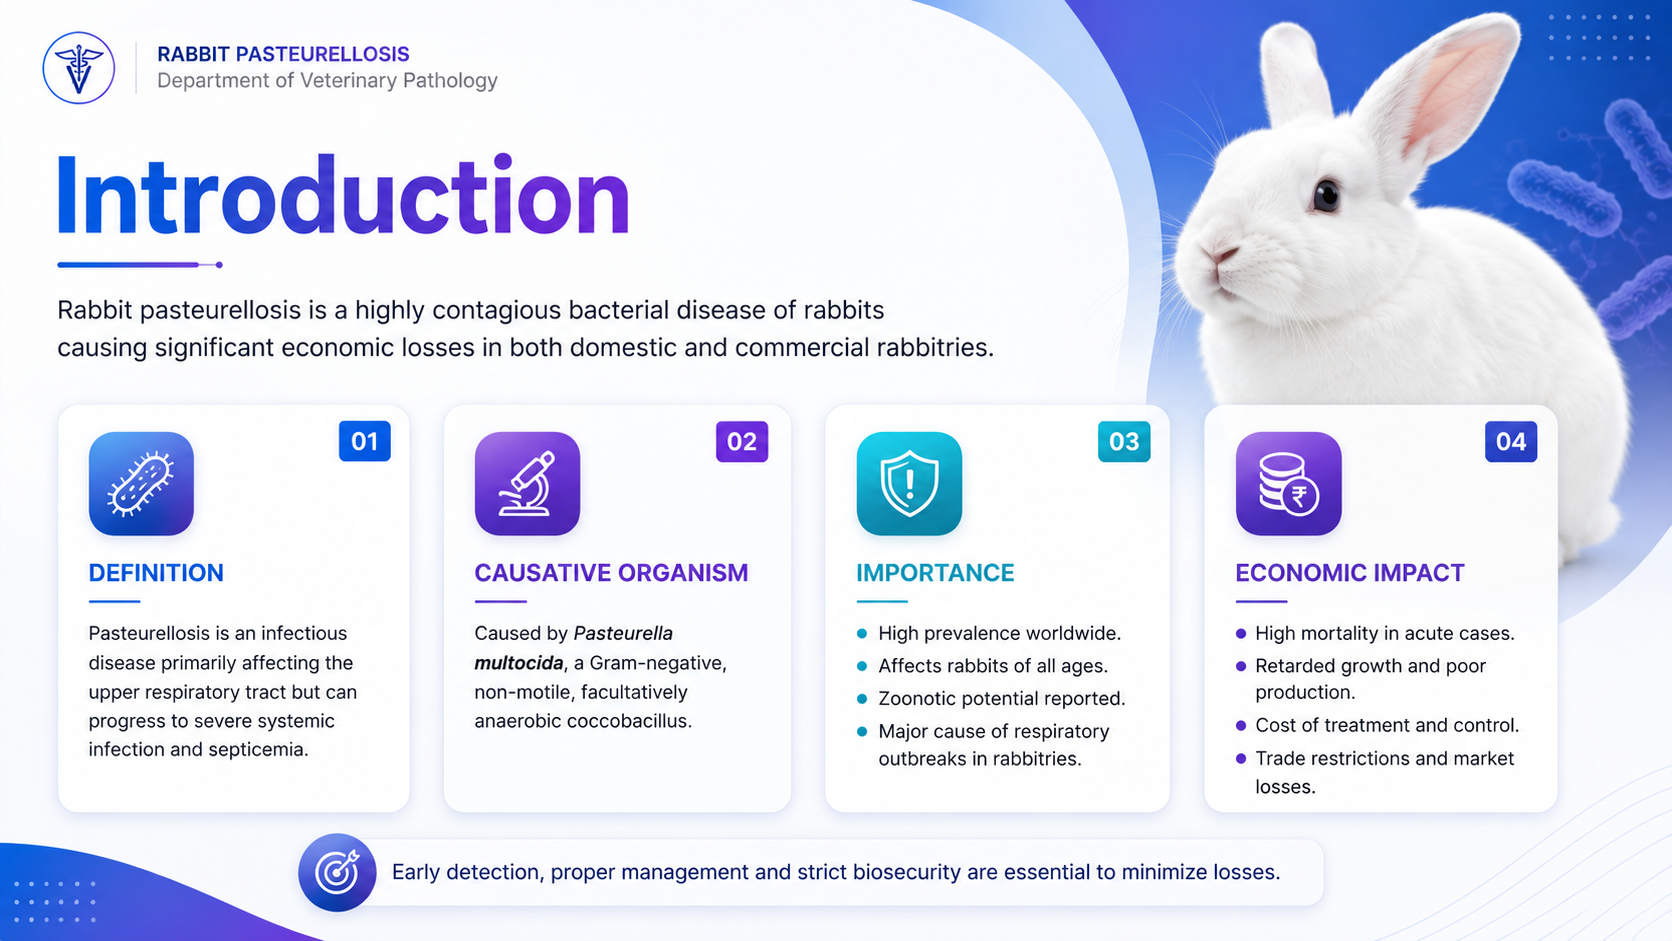 RABBIT PASTEURELLOSIS
Department of Veterinary Pathology
Introduction
Rabbit pasteurellosis is a highly contagious bacterial disease of rabbits
causing significant economic losses in both domestic and commercial rabbitries.
01
DEFINITION
Pasteurellosis is an infectious
disease primarily affecting the
upper respiratory tract but can
progress to severe systemic
infection and septicemia.
02
CAUSATIVE ORGANISM
Caused by Pasteurella
multocida, a Gram-negative,
non-motile, facultatively
anaerobic coccobacillus.
03
IMPORTANCE
High prevalence worldwide.
Affects rabbits of all ages.
Zoonotic potential reported.
Major cause of respiratory
outbreaks in rabbitries.
04
₹
ECONOMIC IMPACT
High mortality in acute cases.
Retarded growth and poor
production.
Cost of treatment and control.
Trade restrictions and market
losses.
Early detection, proper management and strict biosecurity are essential to minimize losses.